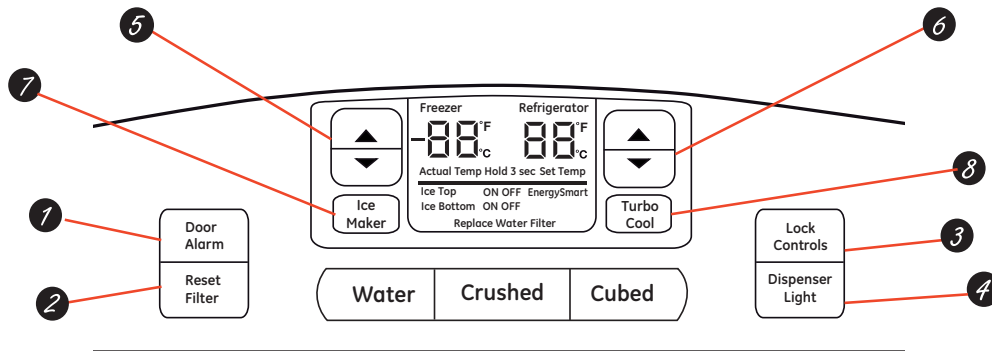 5
6
7
Freezer Refrigerator
-88°F 88°F
°C °C
Actual Temp Hold 3 sec Set Temp
8
Ice Top ON OFF EnergySmart
Ice Bottom ON OFF
Replace Water Filter
Ice
Maker
Turbo
Cool
1
Door
Alarm
Lock
Controls
3
2
Reset
Filter
Dispenser
Light
4
Water Crushed Cubed